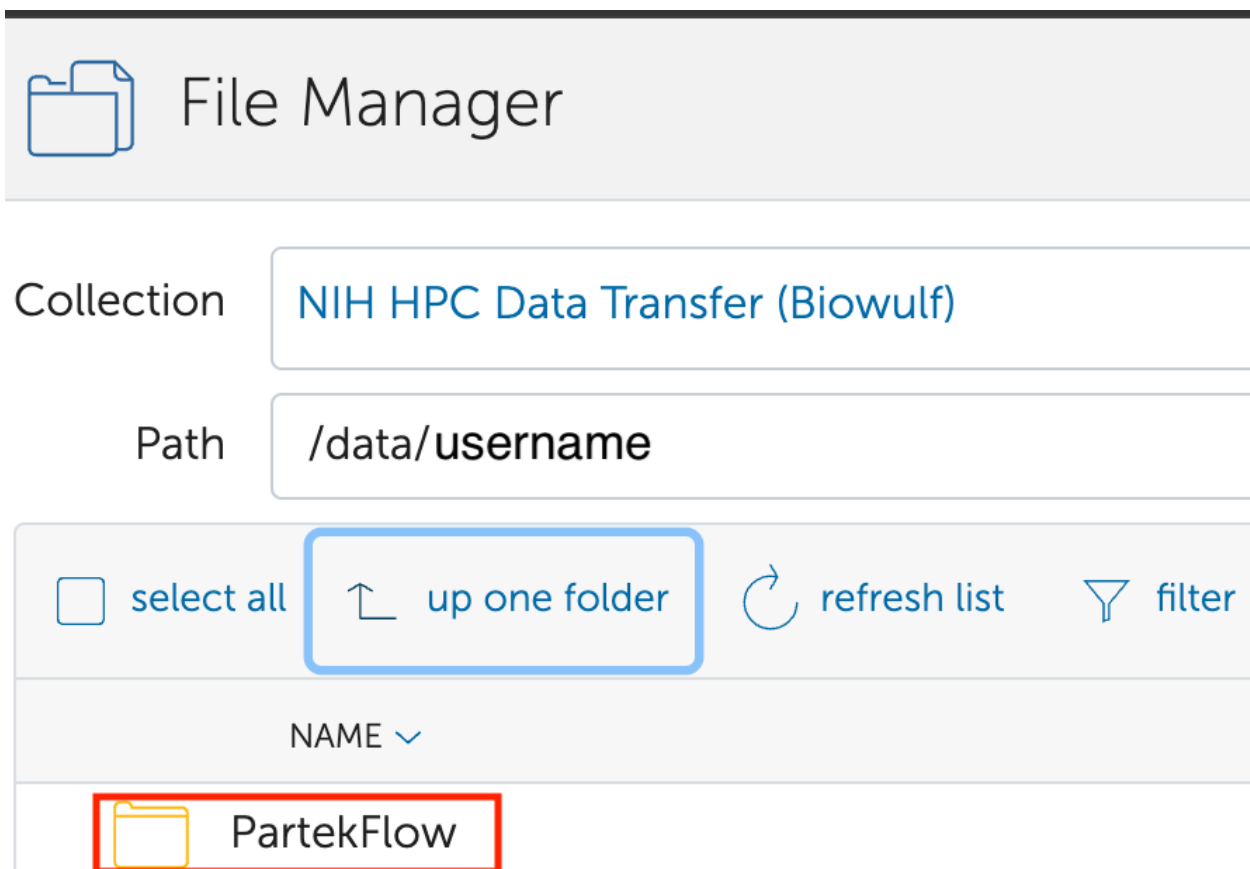 File Manager
Collection NIH HPC Data Transfer (Biowulf)
Path /data/username
select all up one folder refresh list filter
NAME
PartekFlow